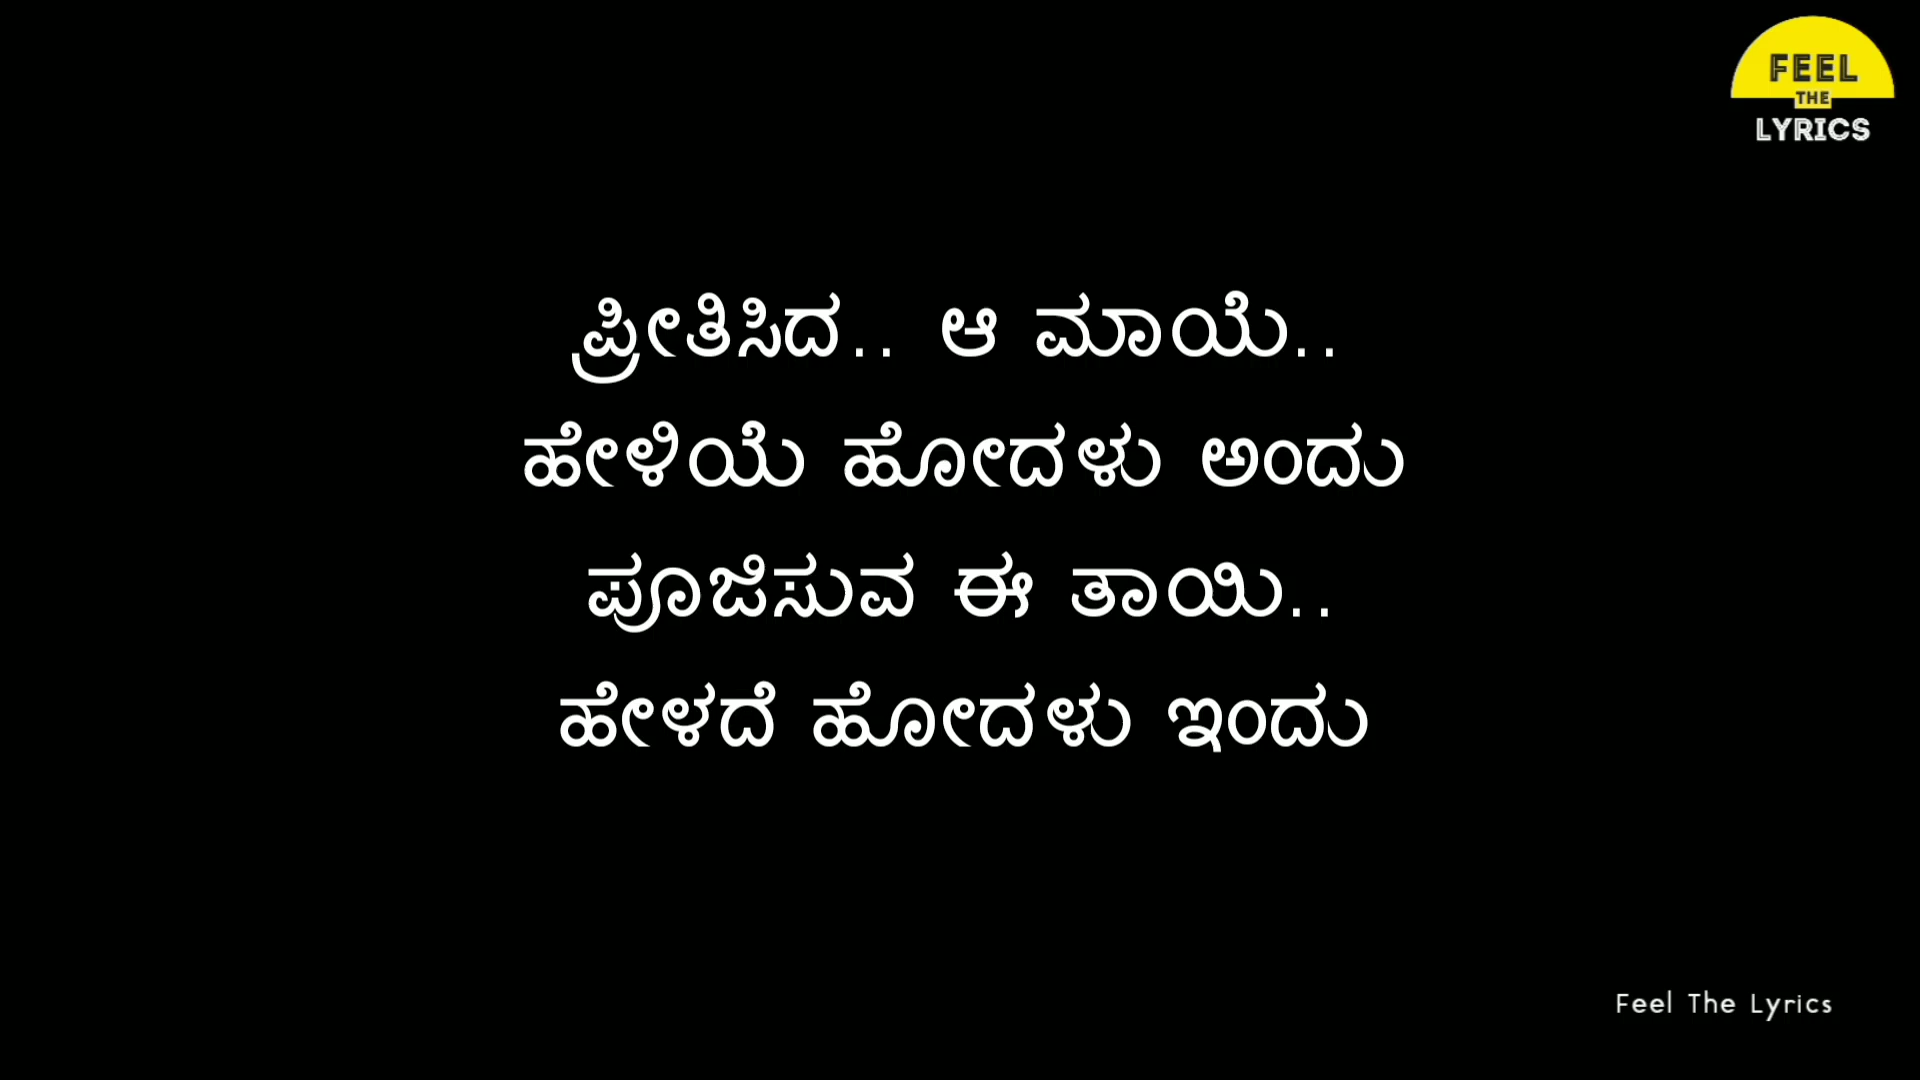 FEEL
THE
LYRICS
ಪ್ರೀತಿಸಿದ.. ಆ ಮಾಯೆ..
ಹೇಳಿಯೆ ಹೋದಳು ಅಂದು
ಪೂಜಿಸುವ ಈ ತಾಯಿ..
ಹೇಳದೆ ಹೋದಳು ಇಂದು
Feel The Lyrics